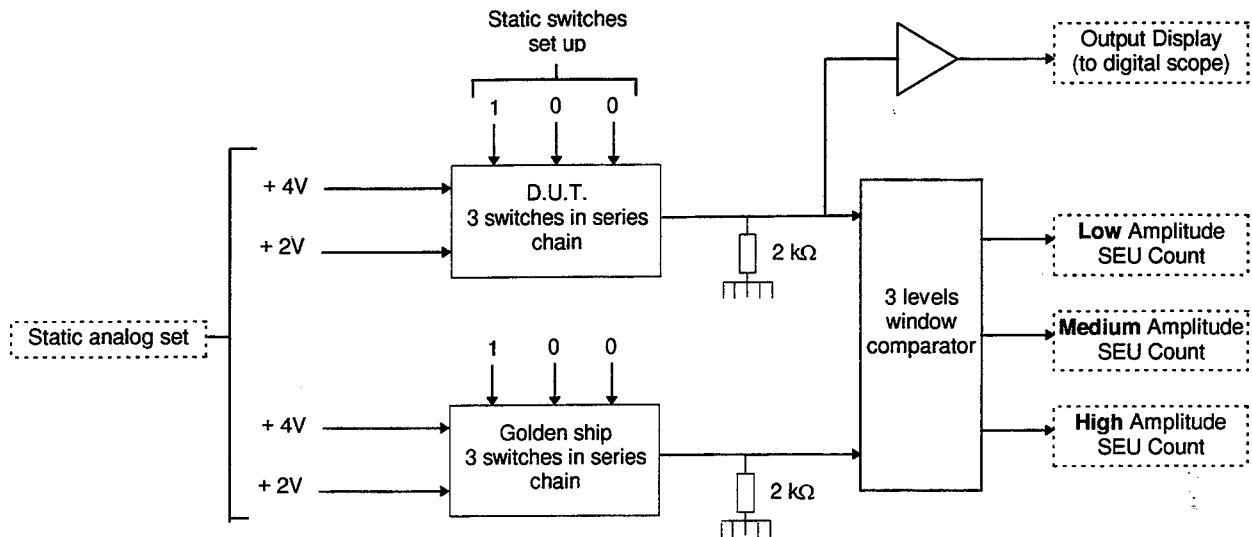 Static switches
set up
1 0 0
Output Display
(to digital scope)
+ 4V
+ 2V
D.U.T.
3 switches in series
chain
2 kΩ
3 levels
window
comparator
Low Amplitude
SEU Count
Medium Amplitude
SEU Count
High Amplitude
SEU Count
Static analog set
1 0 0
+ 4V
+ 2V
Golden ship
3 switches in series
chain
2 kΩ